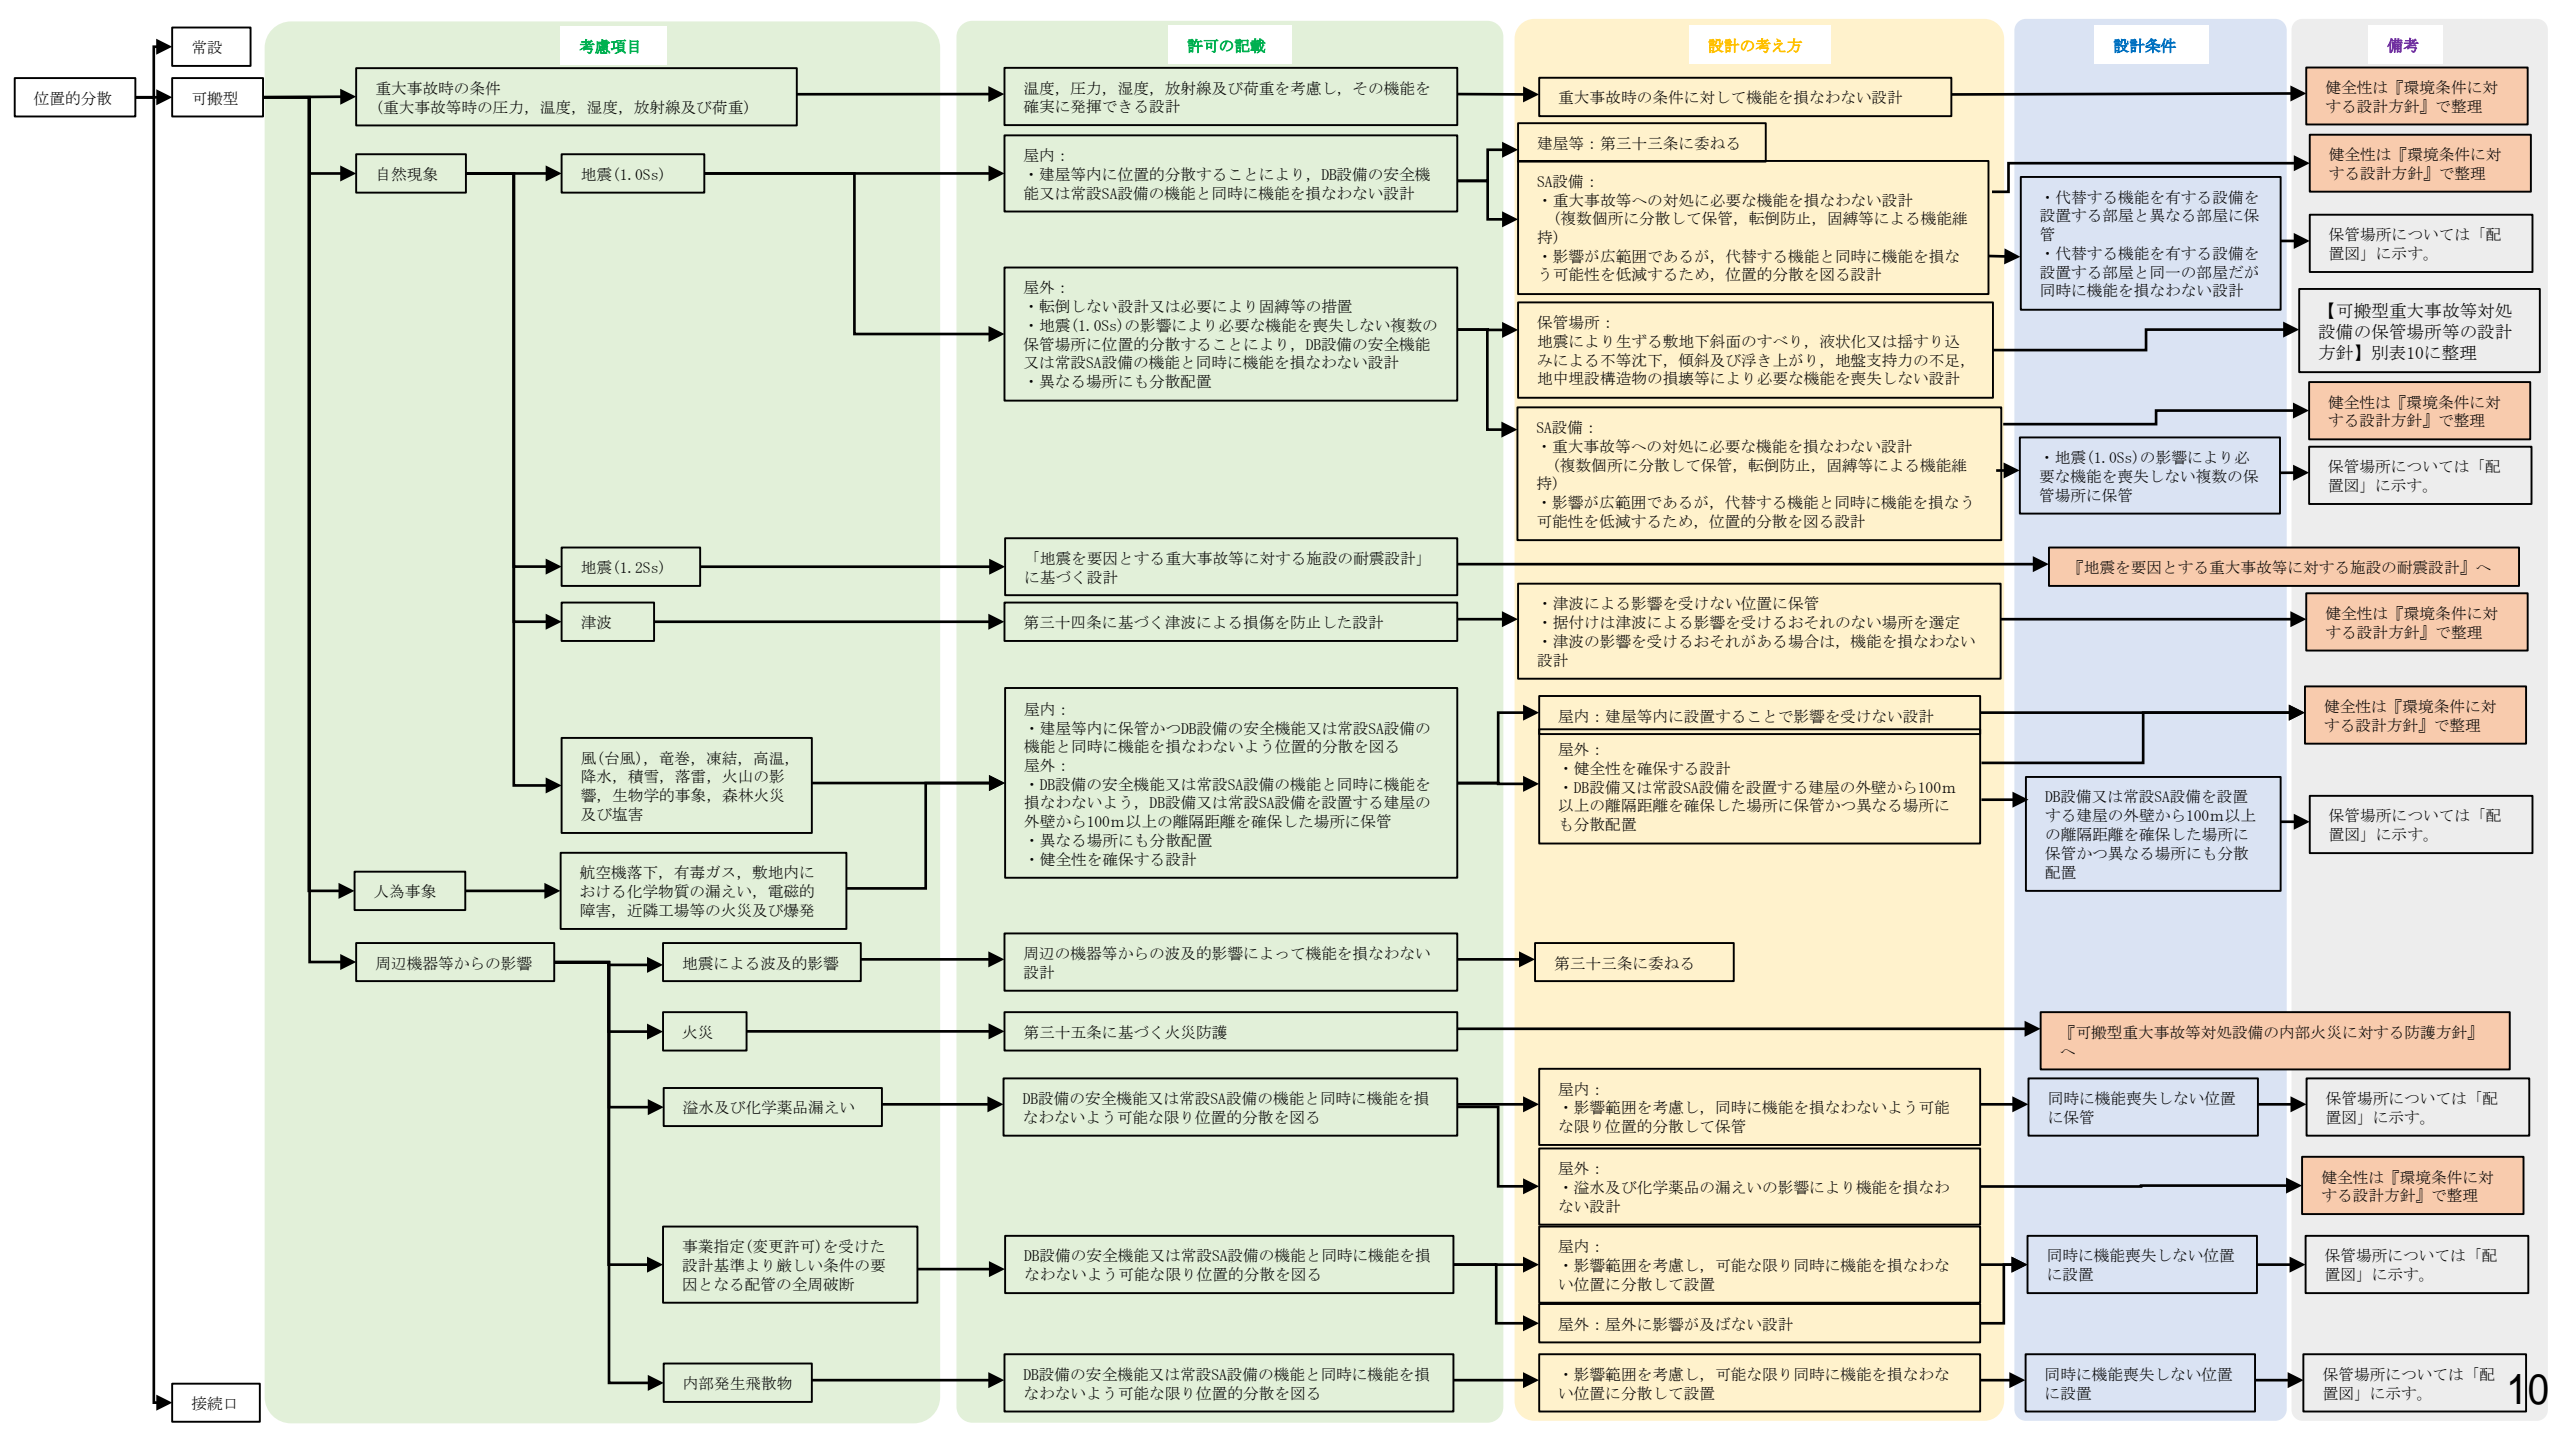 考慮項目
許可の記載
設計の考え方
設計条件
備考
位置的分散
常設
可搬型
接続口
重大事故時の条件
(重大事故等時の圧力，温度，湿度，放射線及び荷重)
温度，圧力，湿度，放射線及び荷重を考慮し，その機能を
確実に発揮できる設計
重大事故時の条件に対して機能を損なわない設計
健全性は『環境条件に対
する設計方針』で整理
自然現象
地震(1.0Ss)
屋内：
・建屋等内に位置的分散することにより，DB設備の安全機
能又は常設SA設備の機能と同時に機能を損なわない設計
建屋等：第三十三条に委ねる
SA設備：
・重大事故等への対処に必要な機能を損なわない設計
(複数個所に分散して保管，転倒防止，固縛等による機能維
持)
・影響が広範囲であるが，代替する機能と同時に機能を損な
う可能性を低減するため，位置的分散を図る設計
健全性は『環境条件に対
する設計方針』で整理
・代替する機能を有する設備を
設置する部屋と異なる部屋に保
管
・代替する機能を有する設備を
設置する部屋と同一の部屋だが
同時に機能を損なわない設計
保管場所については「配
置図」に示す。
屋外：
・転倒しない設計又は必要により固縛等の措置
・地震(1.0Ss)の影響により必要な機能を喪失しない複数の
保管場所に位置的分散することにより，DB設備の安全機能
又は常設SA設備の機能と同時に機能を損なわない設計
・異なる場所にも分散配置
保管場所：
地震により生ずる敷地下斜面のすべり，液状化又は揺すり込
みによる不等沈下，傾斜及び浮き上がり，地盤支持力の不足，
地中埋設構造物の損壊等により必要な機能を喪失しない設計
【可搬型重大事故等対処
設備の保管場所等の設計
方針】別表10に整理
SA設備：
・重大事故等への対処に必要な機能を損なわない設計
(複数個所に分散して保管，転倒防止，固縛等による機能維
持)
・影響が広範囲であるが，代替する機能と同時に機能を損なう
可能性を低減するため，位置的分散を図る設計
健全性は『環境条件に対
する設計方針』で整理
・地震(1.0Ss)の影響により必
要な機能を喪失しない複数の保
管場所に保管
保管場所については「配
置図」に示す。
地震(1.2Ss)
「地震を要因とする重大事故等に対する施設の耐震設計」
に基づく設計
『地震を要因とする重大事故等に対する施設の耐震設計』へ
津波
第三十四条に基づく津波による損傷を防止した設計
・津波による影響を受けない位置に保管
・据付けは津波による影響を受けるおそれのない場所を選定
・津波の影響を受けるおそれがある場合は，機能を損なわない
設計
健全性は『環境条件に対
する設計方針』で整理
風(台風)，竜巻，凍結，高温，
降水，積雪，落雷，火山の影
響，生物学的事象，森林火災
及び塩害
屋内：
・建屋等内に保管かつDB設備の安全機能又は常設SA設備の
機能と同時に機能を損なわないよう位置的分散を図る
屋外：
・DB設備の安全機能又は常設SA設備の機能と同時に機能を
損なわないよう，DB設備又は常設SA設備を設置する建屋の
外壁から100m以上の離隔距離を確保した場所に保管
・異なる場所にも分散配置
・健全性を確保する設計
屋内：建屋等内に設置することで影響を受けない設計
屋外：
・健全性を確保する設計
・DB設備又は常設SA設備を設置する建屋の外壁から100m
以上の離隔距離を確保した場所に保管かつ異なる場所に
も分散配置
健全性は『環境条件に対
する設計方針』で整理
DB設備又は常設SA設備を設置
する建屋の外壁から100m以上
の離隔距離を確保した場所に
保管かつ異なる場所にも分散
配置
保管場所については「配
置図」に示す。
人為事象
航空機落下，有毒ガス，敷地内に
おける化学物質の漏えい，電磁的
障害，近隣工場等の火災及び爆発
周辺機器等からの影響
地震による波及的影響
周辺の機器等からの波及的影響によって機能を損なわない
設計
第三十三条に委ねる
火災
第三十五条に基づく火災防護
『可搬型重大事故等対処設備の内部火災に対する防護方針』
へ
溢水及び化学薬品漏えい
DB設備の安全機能又は常設SA設備の機能と同時に機能を損
なわないよう可能な限り位置的分散を図る
屋内：
・影響範囲を考慮し，同時に機能を損なわないよう可能
な限り位置的分散して保管
同時に機能喪失しない位置
に保管
保管場所については「配
置図」に示す。
屋外：
・溢水及び化学薬品の漏えいの影響により機能を損なわ
ない設計
健全性は『環境条件に対
する設計方針』で整理
事業指定(変更許可)を受けた
設計基準より厳しい条件の要
因となる配管の全周破断
DB設備の安全機能又は常設SA設備の機能と同時に機能を損
なわないよう可能な限り位置的分散を図る
屋内：
・影響範囲を考慮し，可能な限り同時に機能を損なわな
い位置に分散して設置
屋外：屋外に影響が及ばない設計
同時に機能喪失しない位置
に設置
保管場所については「配
置図」に示す。
内部発生飛散物
DB設備の安全機能又は常設SA設備の機能と同時に機能を損
なわないよう可能な限り位置的分散を図る
・影響範囲を考慮し，可能な限り同時に機能を損なわな
い位置に分散して設置
同時に機能喪失しない位置
に設置
保管場所については「配
置図」に示す。
10